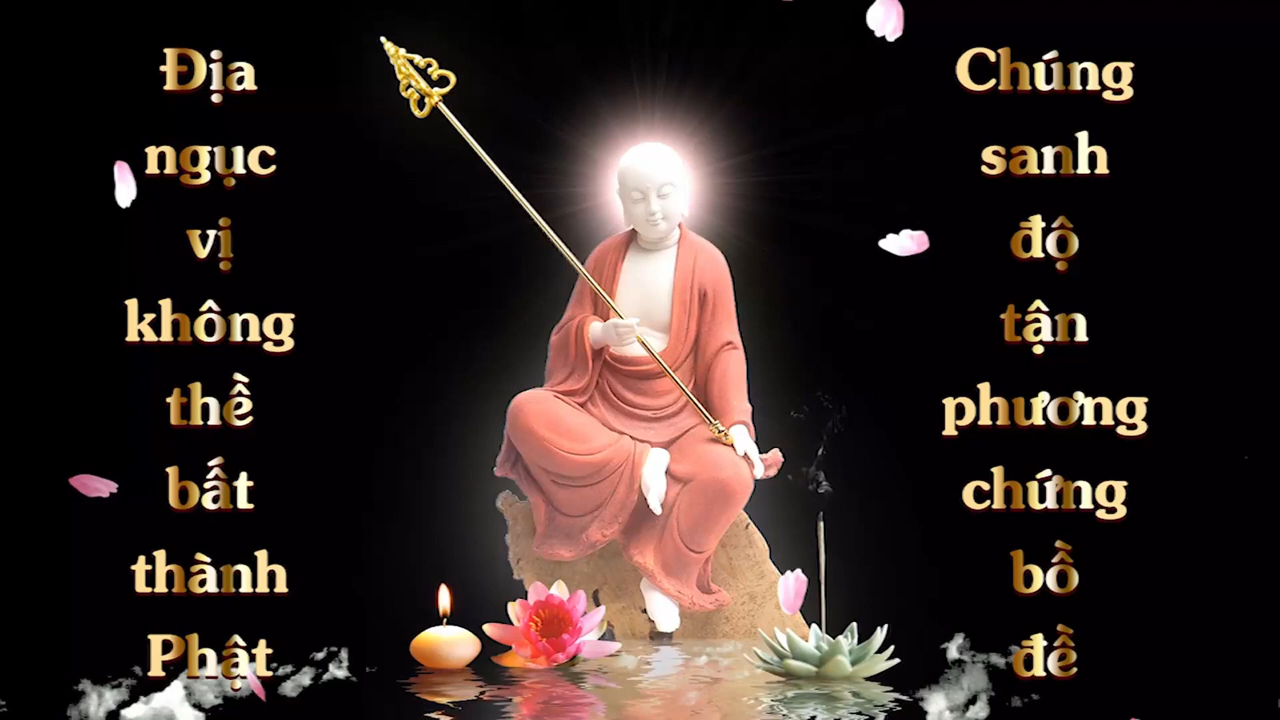 Địa
ngục
vị
không
thề
bất
thành
Phật
Chúng
sanh
độ
tận
phương
chứng
bồ
đề